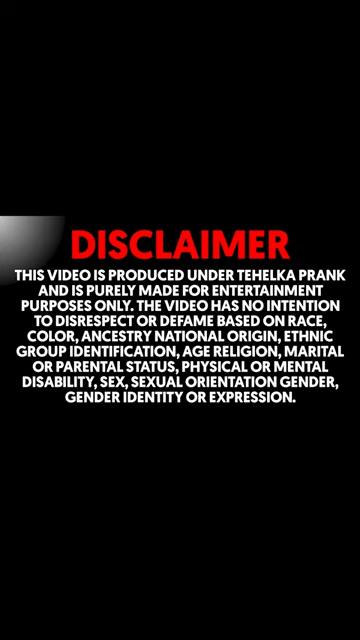 DISCLAIMER
THIS VIDEO IS PRODUCED UNDER TEHELKA PRANK
AND IS PURELY MADE FOR ENTERTAINMENT
PURPOSES ONLY. THE VIDEO HAS NO INTENTION
TO DISRESPECT OR DEFAME BASED ON RACE,
COLOR, ANCESTRY NATIONAL ORIGIN, ETHNIC
GROUP IDENTIFICATION, AGE RELIGION, MARITAL
OR PARENTAL STATUS, PHYSICAL OR MENTAL
DISABILITY, SEX, SEXUAL ORIENTATION GENDER,
GENDER IDENTITY OR EXPRESSION.